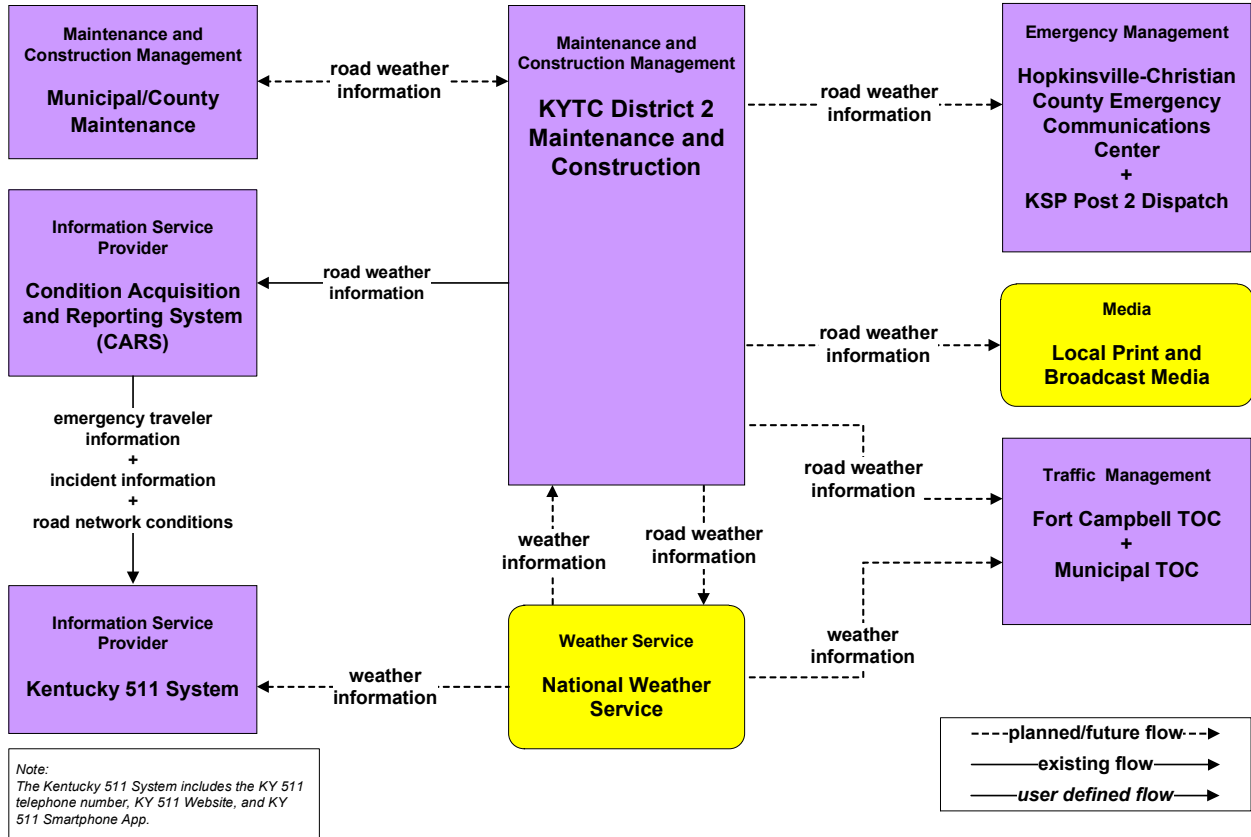 Maintenance and
Construction Management
Municipal/County
Maintenance
road weather
information
Maintenance and
Construction Management
KYTC District 2
Maintenance and
Construction
road weather
information
Emergency Management
Hopkinsville-Christian
County Emergency
Communications
Center
+
KSP Post 2 Dispatch
Information Service
Provider
Condition Acquisition
and Reporting System
(CARS)
road weather
information
road weather
information
Media
Local Print and
Broadcast Media
emergency traveler
information
+
incident information
+
road network conditions
road weather
information
Traffic Management
Fort Campbell TOC
+
Municipal TOC
weather
information
road weather
information
Information Service
Provider
Kentucky 511 System
weather
information
Weather Service
National Weather
Service
weather
information
Note:
The Kentucky 511 System includes the KY 511
telephone number, KY 511 Website, and KY
511 Smartphone App.
planned/future flow
existing flow
user defined flow